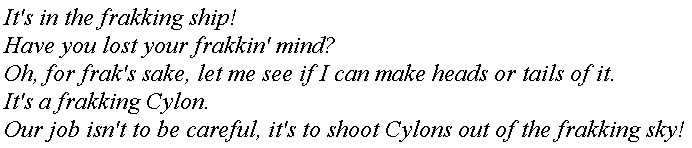 It's in the frakking ship!
Have you lost your frakkin' mind?
Oh, for frak's sake, let me see if I can make heads or tails of it.
It's a frakking Cylon.
Our job isn't to be careful, it's to shoot Cylons out of the frakking sky!